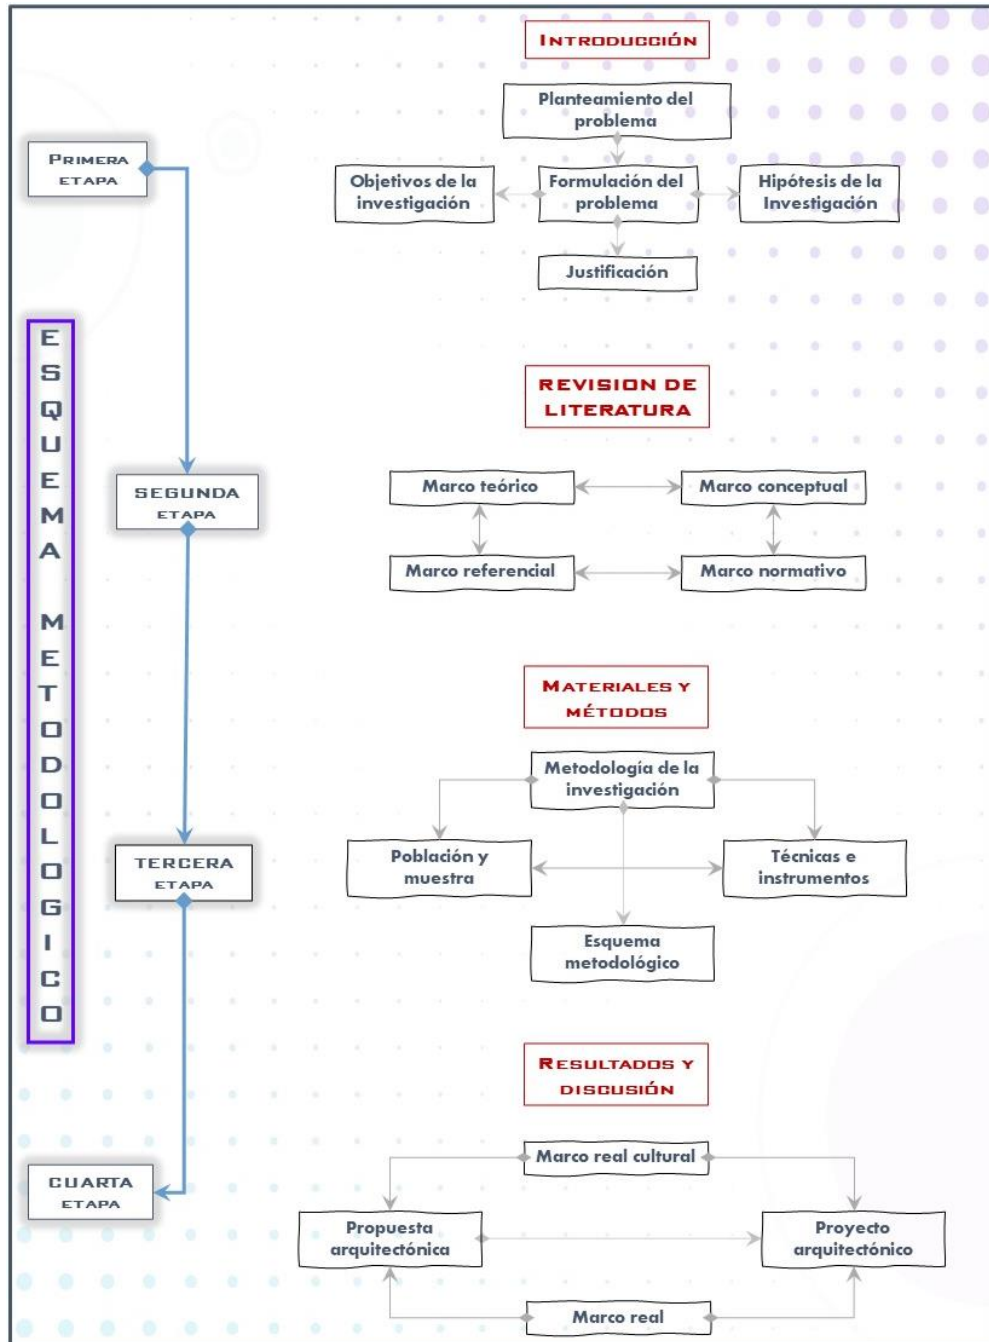 INTRODUCCIÓN
Planteamiento del
problema
PRIMERA
ETAPA
Objetivos de la
investigación
Formulación del
problema
Hipótesis de la
Investigación
Justificación
ESQUEMA METODOLOGICO
REVISION DE
LITERATURA
SEGUNDA
ETAPA
Marco teórico
Marco conceptual
Marco referencial
Marco normativo
MATERIALES Y
MÉTODOS
Metodología de la
investigación
TERCERA
ETAPA
Población y
muestra
Técnicas e
instrumentos
Esquema
metodológico
RESULTADOS Y
DISCUSIÓN
Marco real cultural
CUARTA
ETAPA
Propuesta
arquitectónica
Proyecto
arquitectónico
Marco real